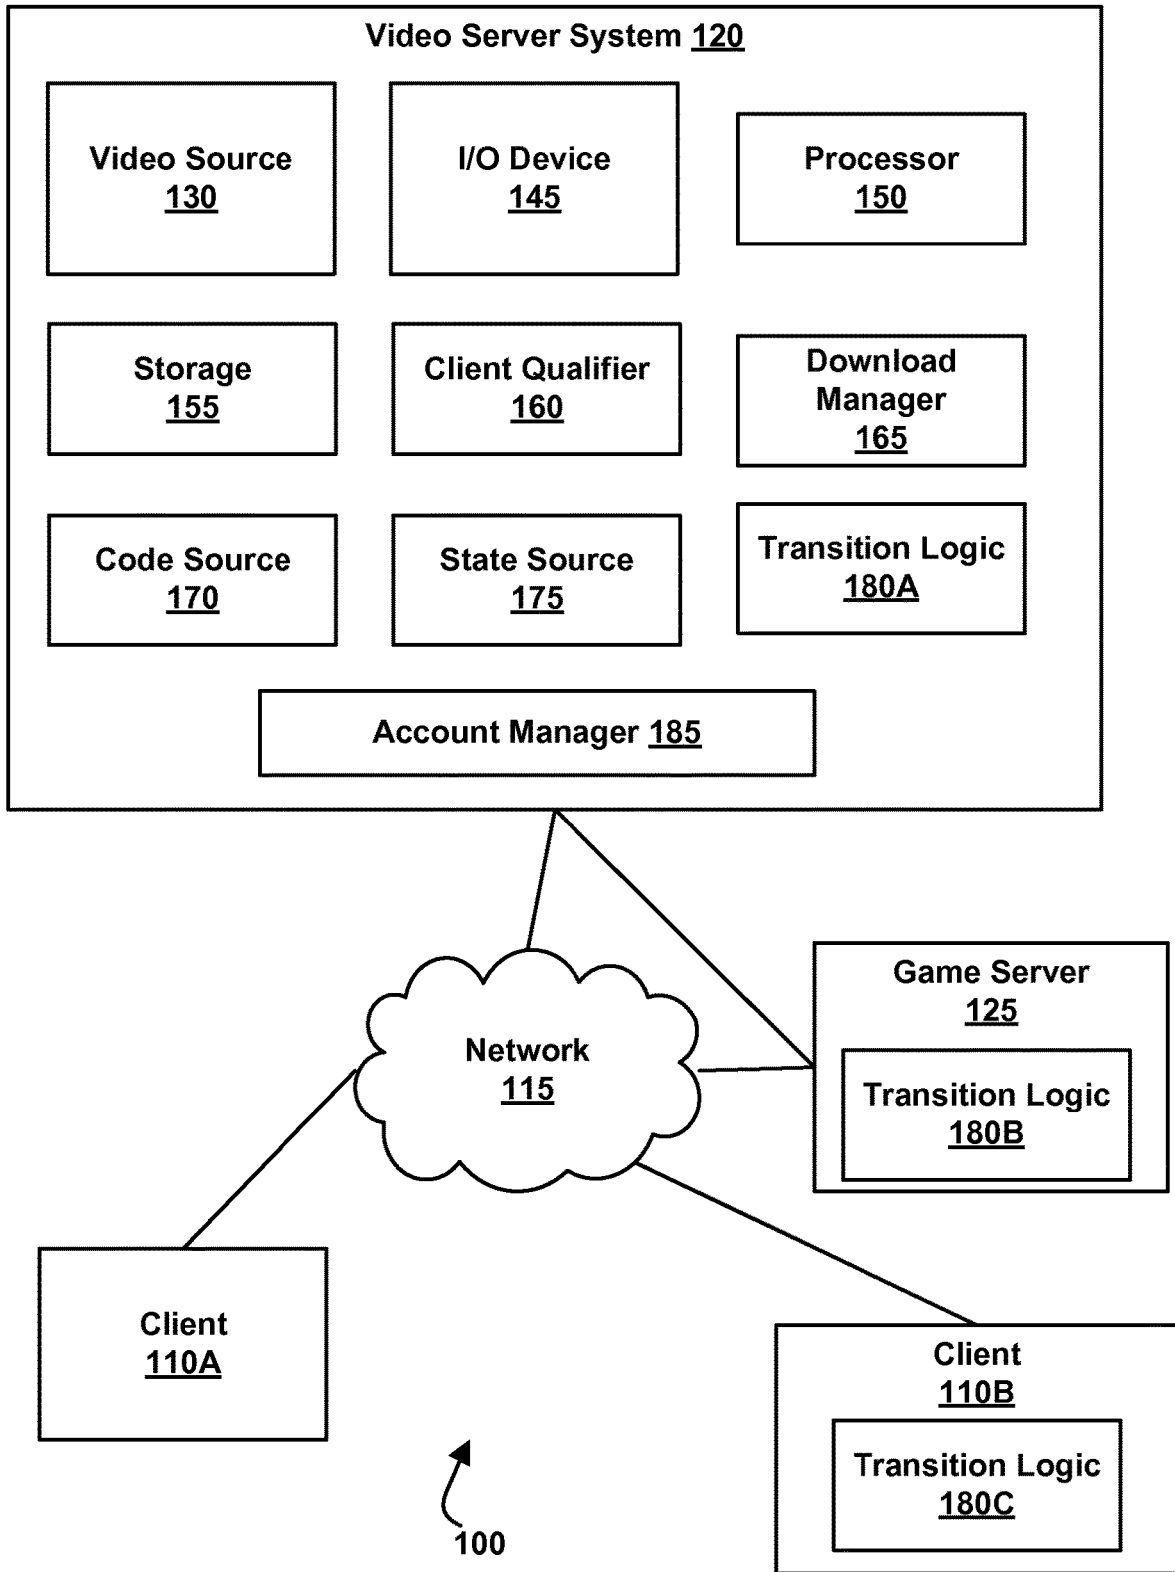 Video Server System 120
Video Source
130
I/O Device
145
Processor
150
Storage
155
Client Qualifier
160
Download
Manager
165
Code Source
170
State Source
175
Transition Logic
180A
Account Manager 185
Game Server
125
Network
115
Transition Logic
180B
Client
110A
Client
110B
Transition Logic
180C
100